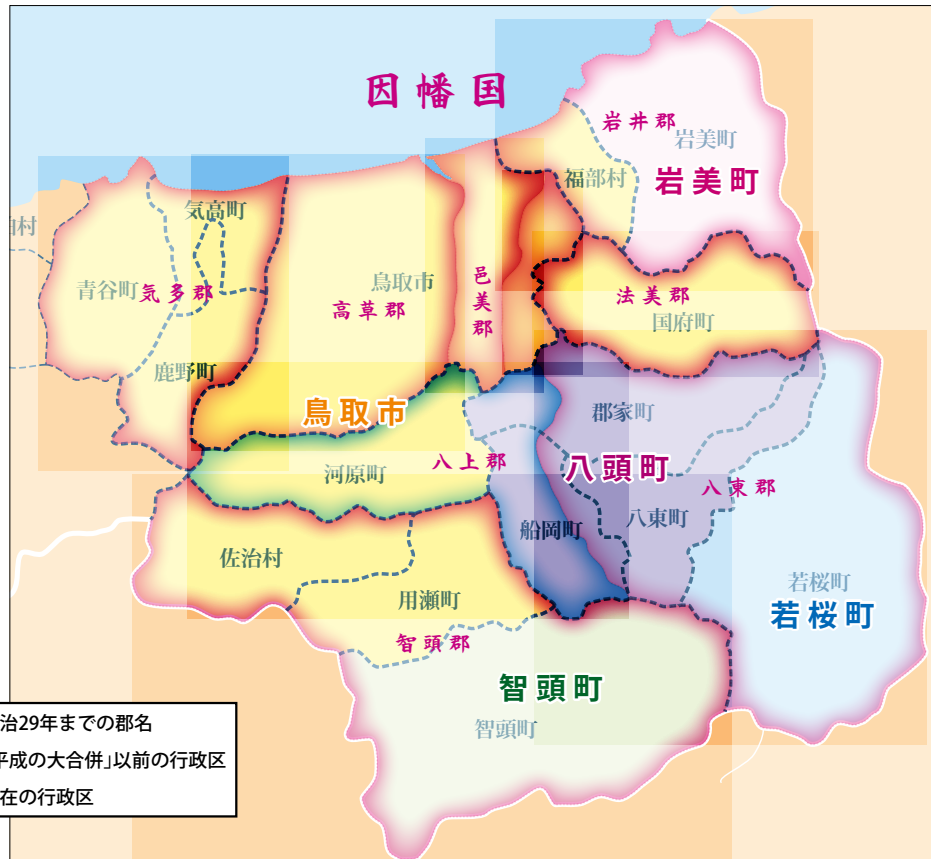 因幡国
岩井郡
岩美町
岩美町
福部村
気高町
泊村
青谷町
気多郡
鳥取市
高草郡
邑美郡
法美郡
国府町
鹿野町
鳥取市
郡家町
河原町
八上郡
八頭町
八東郡
船岡町
八東町
佐治村
用瀬町
若桜町
若桜町
智頭郡
智頭町
智頭町
治29年までの郡名
平成の大合併」以前の行政区
在の行政区